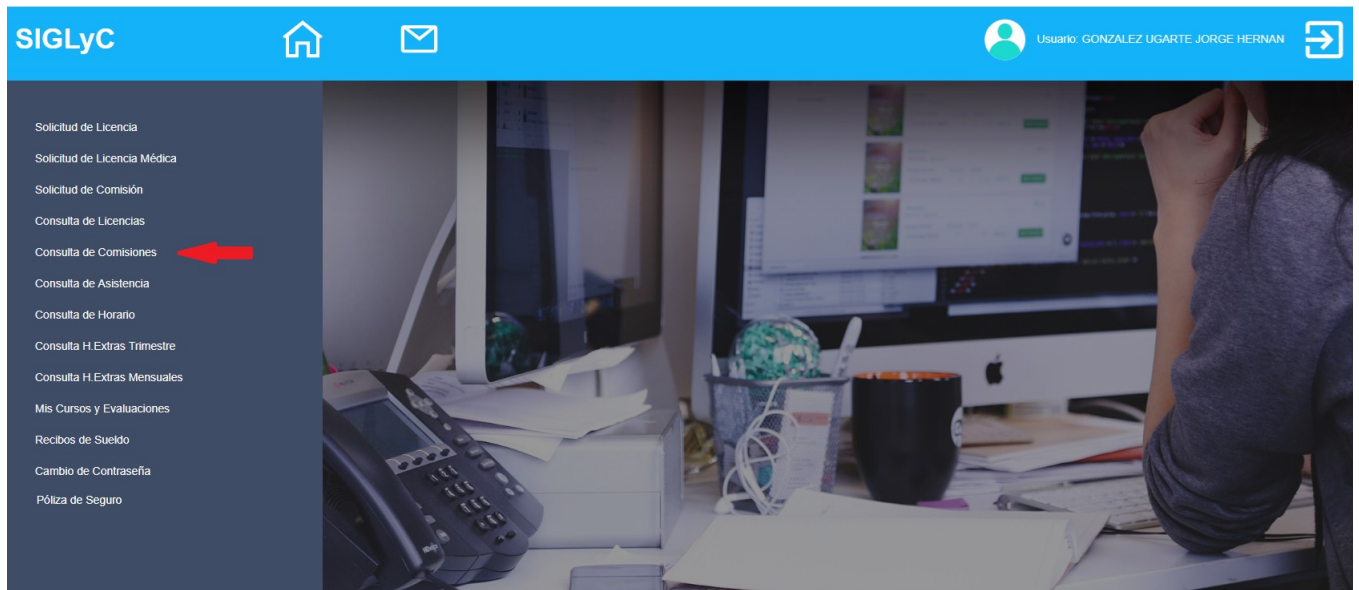 SIGLyC
Usuario: GONZALEZ UGARTE JORGE HERNAN
Solicitud de Licencia
Solicitud de Licencia Médica
Solicitud de Comisión
Consulta de Licencias
Consulta de Comisiones
Consulta de Asistencia
Consulta de Horario
Consulta H.Extras Trimestre
Consulta H.Extras Mensuales
Mis Cursos y Evaluaciones
Recibos de Sueldo
Cambio de Contraseña
Póliza de Seguro